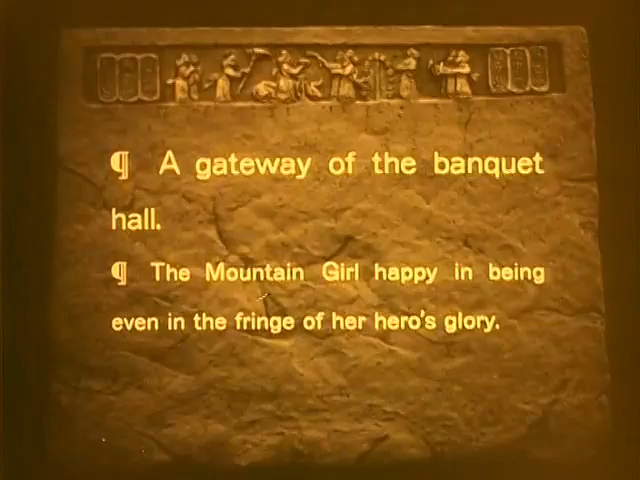 ¶ A gateway of the banquet
hall.
¶ The Mountain Girl happy in being
even in the fringe of her hero's glory.